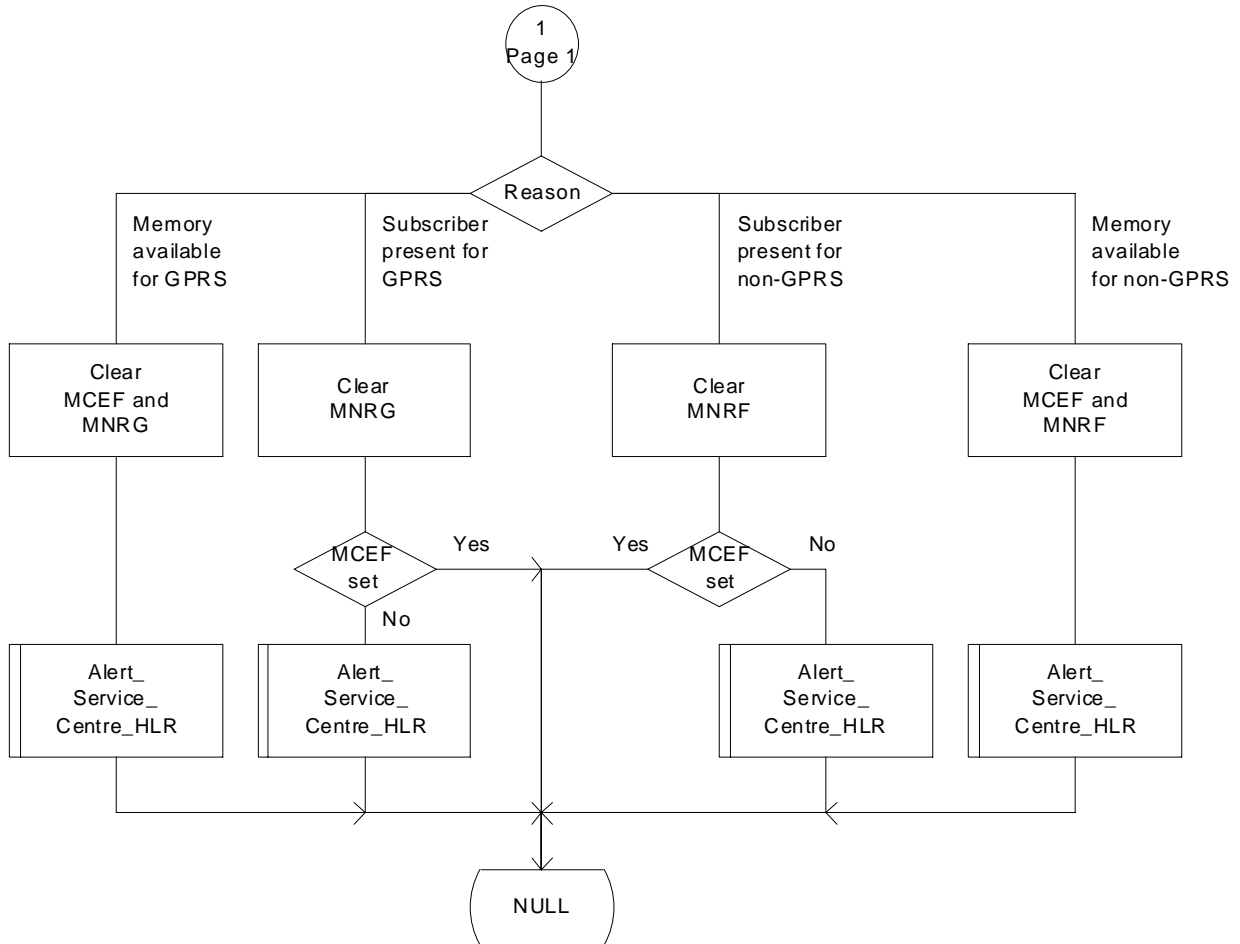 1
Page 1
Reason
Memory
available
for GPRS
Subscriber
present for
GPRS
Subscriber
present for
non-GPRS
Memory
available
for non-GPRS
Clear
MCEF and
MNRG
Clear
MNRG
Clear
MNRF
Clear
MCEF and
MNRF
MCEF
set
Yes
No
Yes
MCEF
set
No
Alert_
Service_
Centre_HLR
Alert_
Service_
Centre_HLR
Alert_
Service_
Centre_HLR
Alert_
Service_
Centre_HLR
NULL